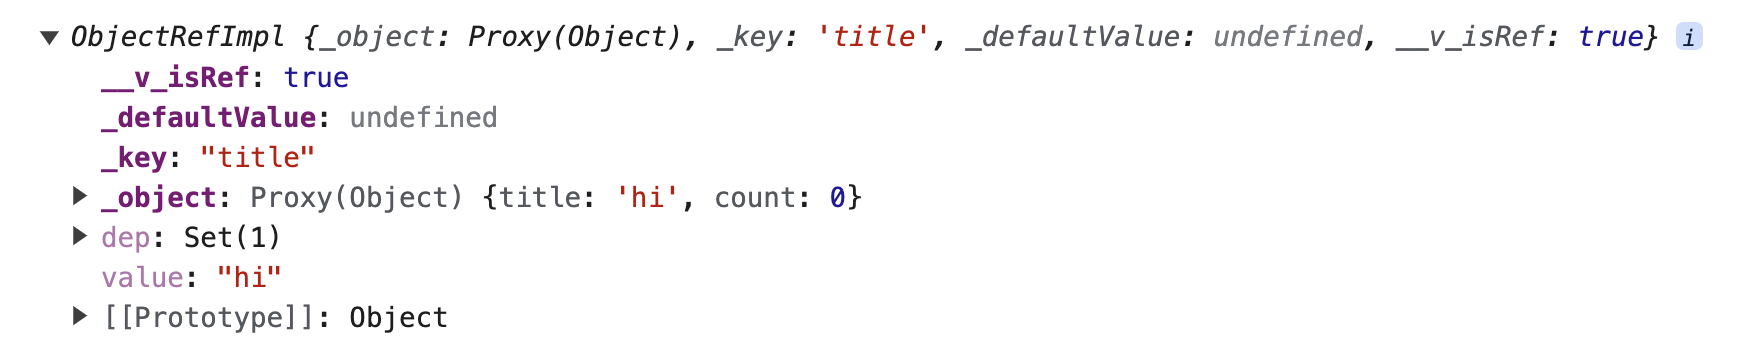 ▼ ObjectRefImpl {_object: Proxy(Object), _key: 'title', _defaultValue: undefined, __v_isRef: true} i
__v_isRef: true
_defaultValue: undefined
_key: "title"
▶ _object: Proxy(Object) {title: 'hi', count: 0}
▶ dep: Set(1)
value: "hi"
▶ [[Prototype]]: Object